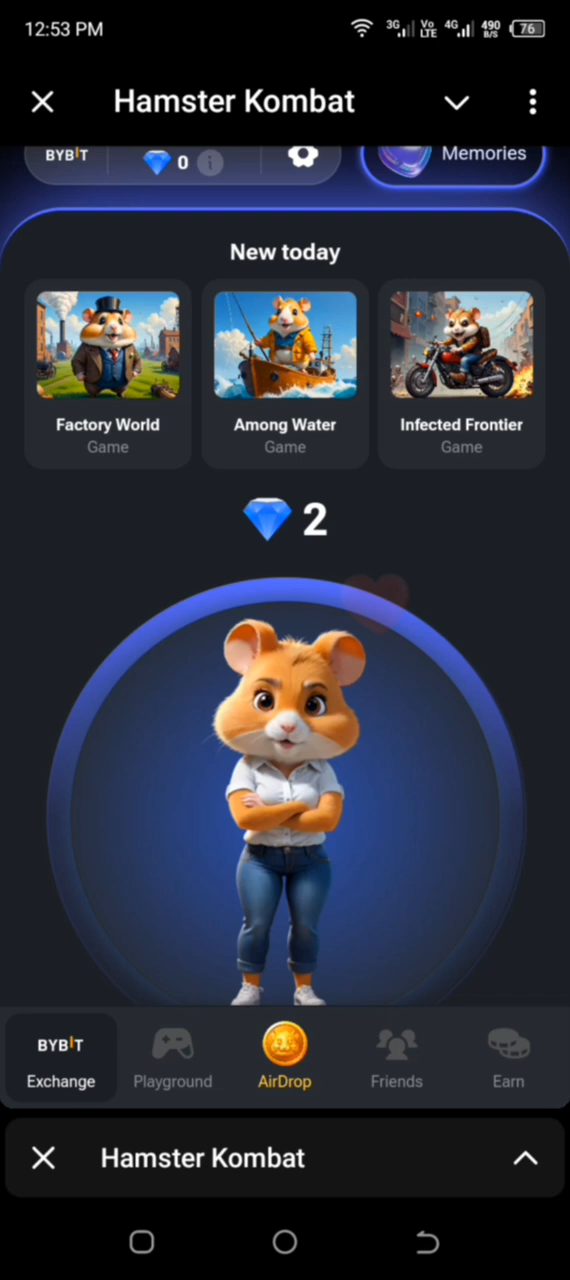 12:53 PM
3G Vo LTE 4G 490 B/S 76
Hamster Kombat
BYBIT 0 i
Memories
New today
Factory World
Game
Among Water
Game
Infected Frontier
Game
2
BYBIT
Exchange
Playground
AirDrop
Friends
Earn
Hamster Kombat